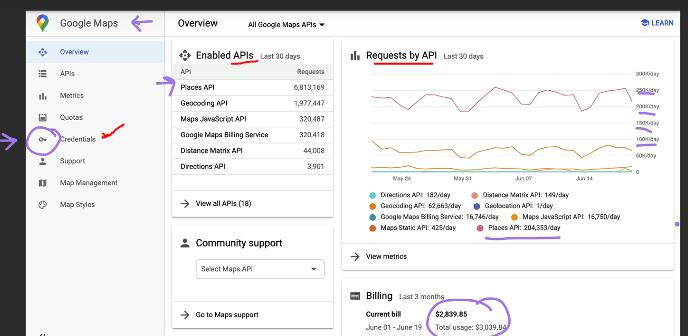 Google Maps
Overview
All Google Maps APIs
LEARN
Overview
APIs
Metrics
Quotas
Credentials
Support
Map Management
Map Styles
Enabled APIs Last 30 days
API Requests
Places API 6,813,169
Geocoding API 1,977,447
Maps JavaScript API 320,487
Google Maps Billing Service 320,418
Distance Matrix API 44,008
Directions API 3,901
View all APIs (18)
Community support
Select Maps API
Go to Maps support
Requests by API Last 30 days
300K/day
250K/day
200K/day
150K/day
100K/day
50K/day
0
May 24 May 31 Jun 07 Jun 14
Directions API: 182/day Distance Matrix API: 149/day
Geocoding API: 62,663/day Geolocation API: 1/day
Google Maps Billing Service: 16,746/day Maps JavaScript API: 16,750/day
Maps Static API: 425/day Places API: 204,353/day
View metrics
Billing Last 3 months
Current bill $2,839.85
June 01 - June 19 Total usage: $3,039.84